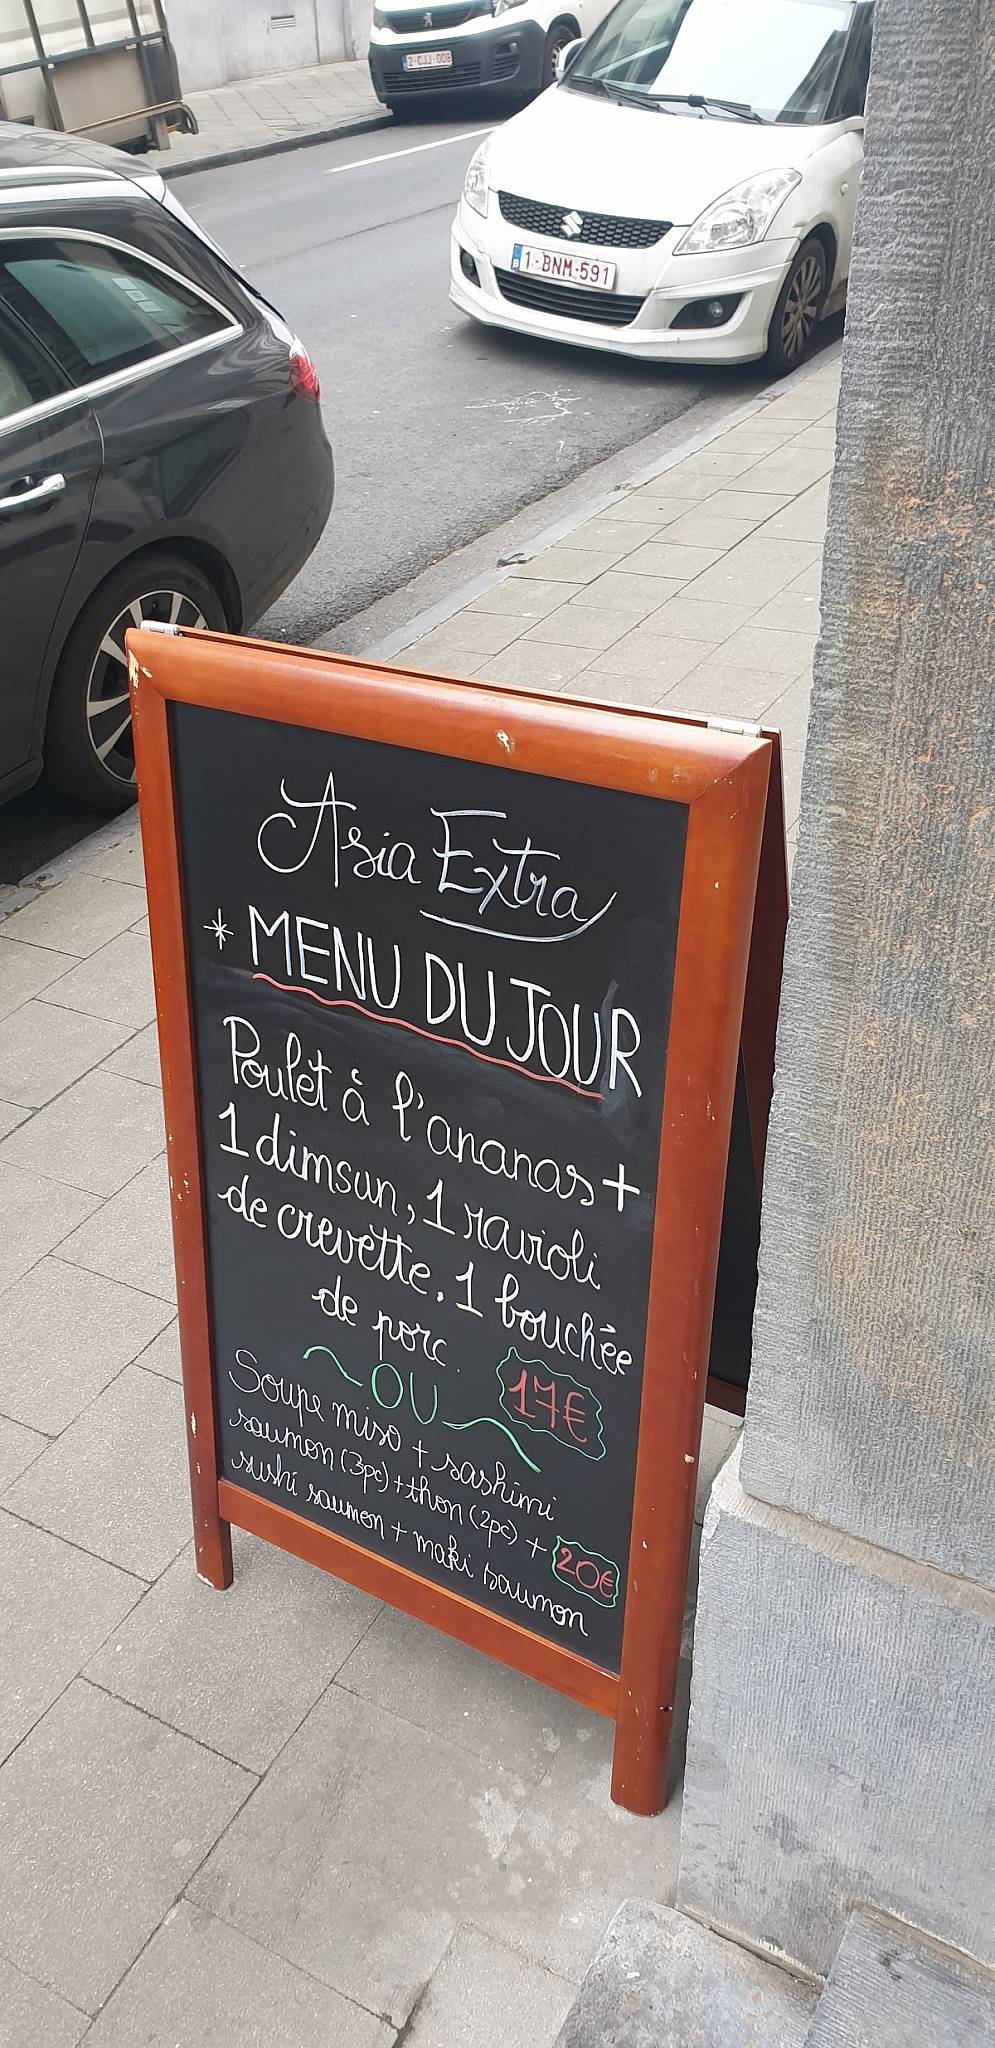 2-CJJ-008
1-BNM-591
B
Asia Extra
* MENU DU JOUR
Poulet à l'ananas +
1 dimsun, 1 ravioli
de crevette, 1 bouchée
de porc.
17€
~OU~
Soupe miso + sashimi
saumon (3pc) + thon (2pc) +
sushi saumon + maki saumon
20€